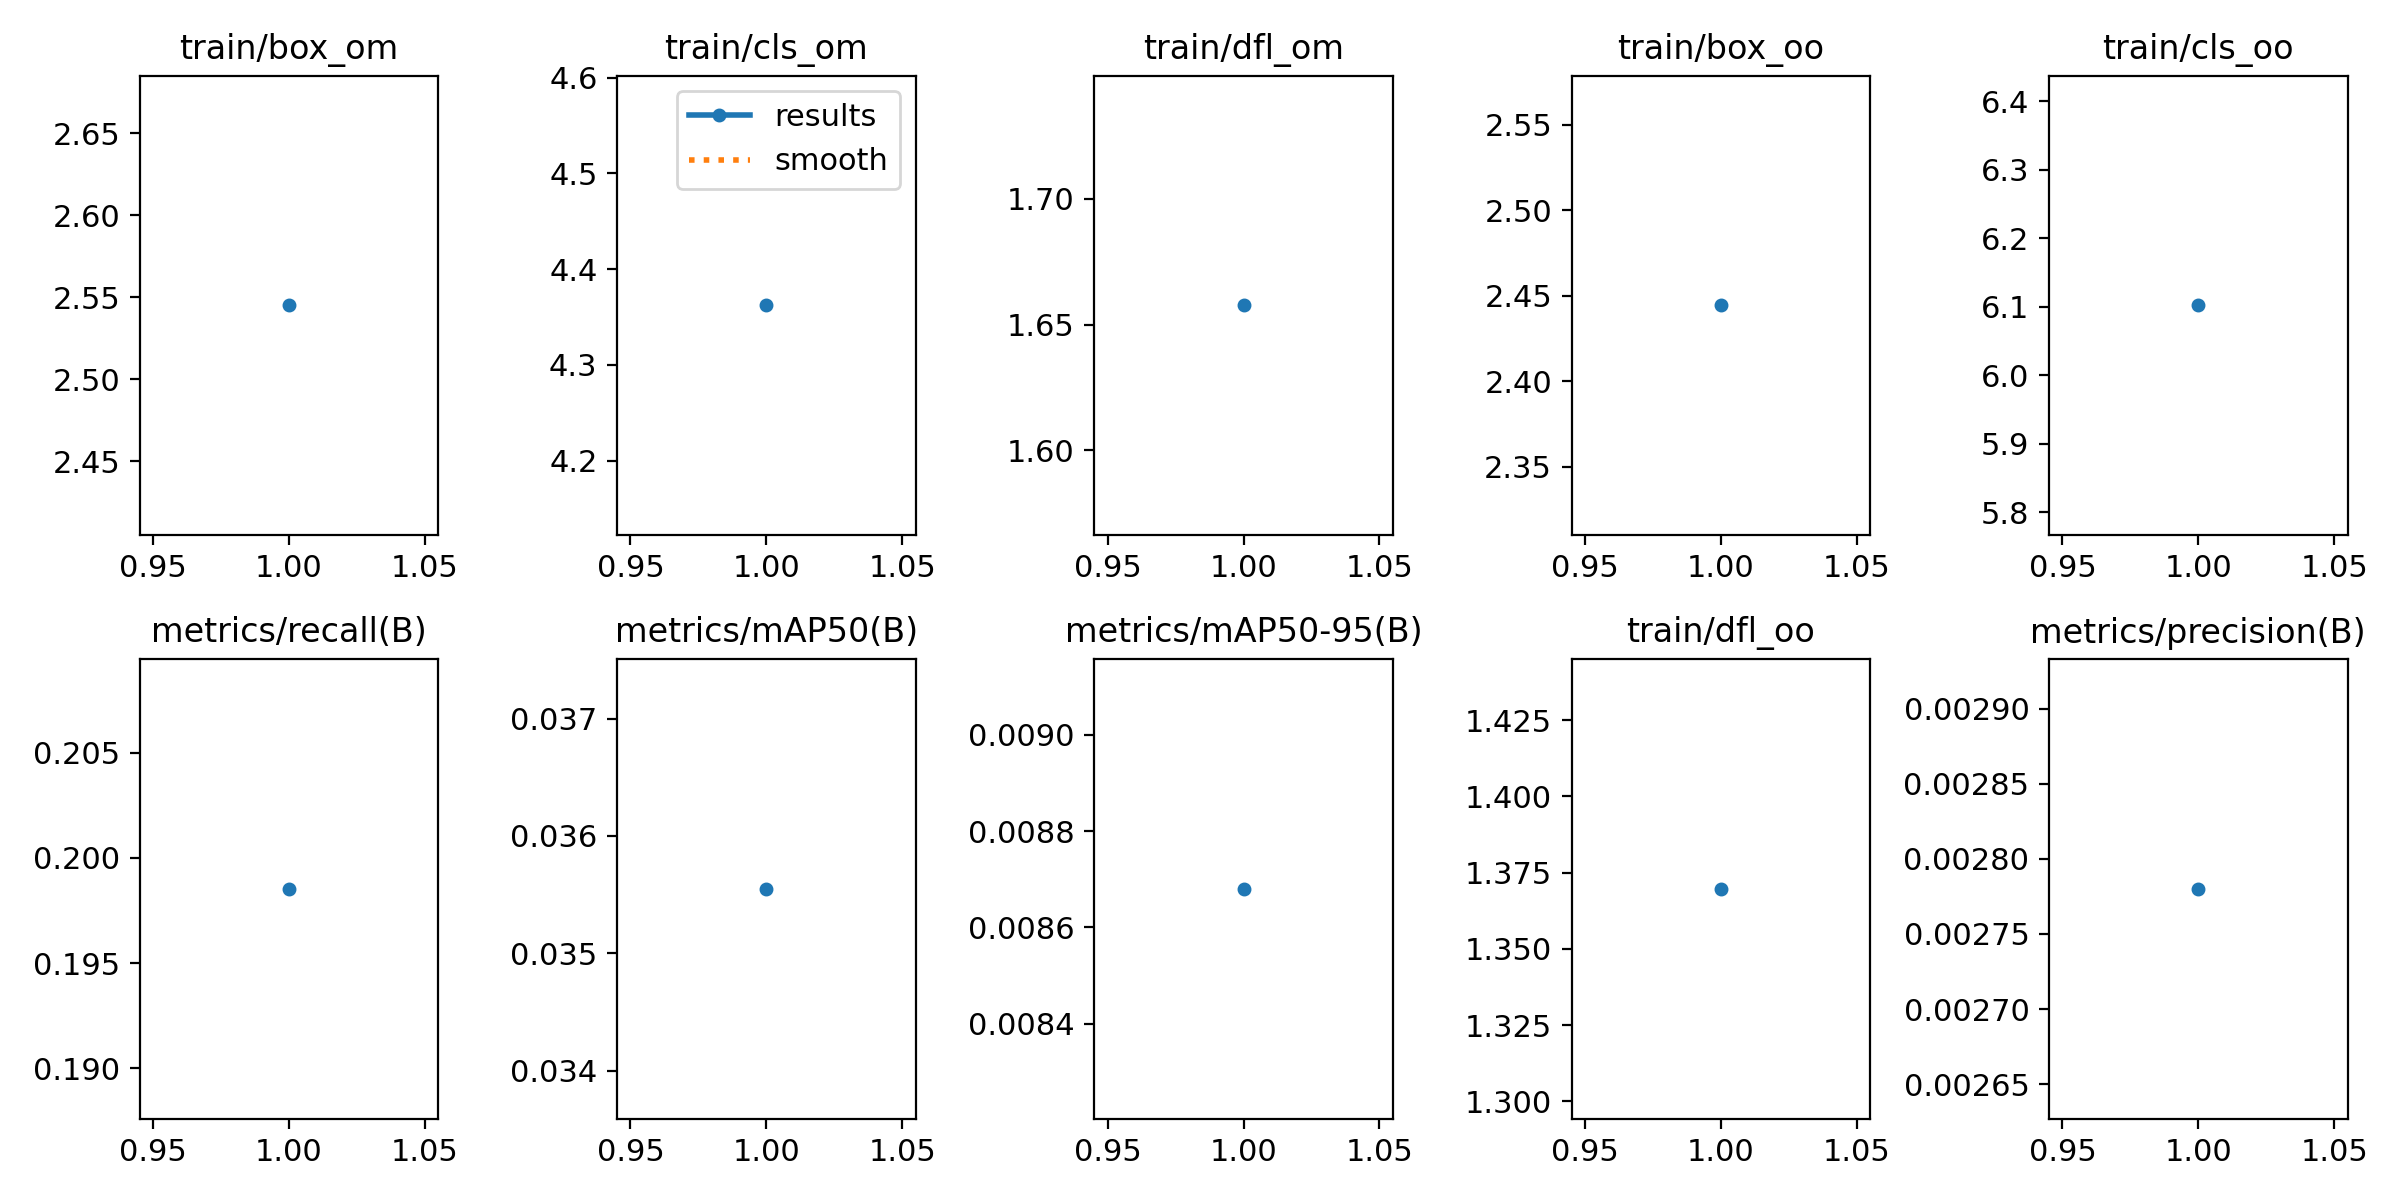 train/box_om
2.65
2.60
2.55
2.50
2.45
0.95 1.00 1.05
train/cls_om
4.6
4.5
4.4
4.3
4.2
results
smooth
0.95 1.00 1.05
train/dfl_om
1.70
1.65
1.60
0.95 1.00 1.05
train/box_oo
2.55
2.50
2.45
2.40
2.35
0.95 1.00 1.05
train/cls_oo
6.4
6.3
6.2
6.1
6.0
5.9
5.8
0.95 1.00 1.05
metrics/recall(B)
0.205
0.200
0.195
0.190
0.95 1.00 1.05
metrics/mAP50(B)
0.037
0.036
0.035
0.034
0.95 1.00 1.05
metrics/mAP50-95(B)
0.0090
0.0088
0.0086
0.0084
0.95 1.00 1.05
train/dfl_oo
1.425
1.400
1.375
1.350
1.325
1.300
0.95 1.00 1.05
metrics/precision(B)
0.00290
0.00285
0.00280
0.00275
0.00270
0.00265
0.95 1.00 1.05